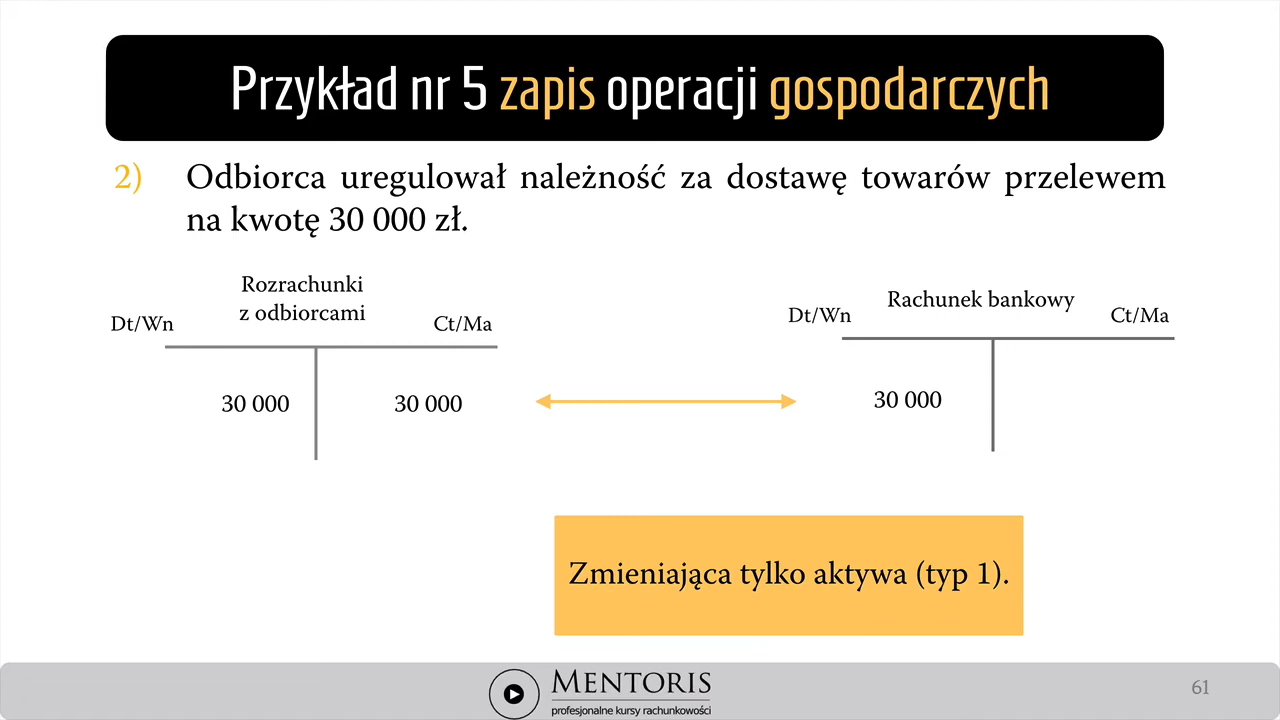 Przykład nr 5 zapis operacji gospodarczych
2) Odbiorca uregulował należność za dostawę towarów przelewem
na kwotę 30 000 zł.
Rozrachunki
z odbiorcami
Dt/Wn Ct/Ma
30 000 30 000
Rachunek bankowy
Dt/Wn Ct/Ma
30 000
Zmieniająca tylko aktywa (typ 1).
MENTORIS
profesjonalne kursy rachunkowości
61